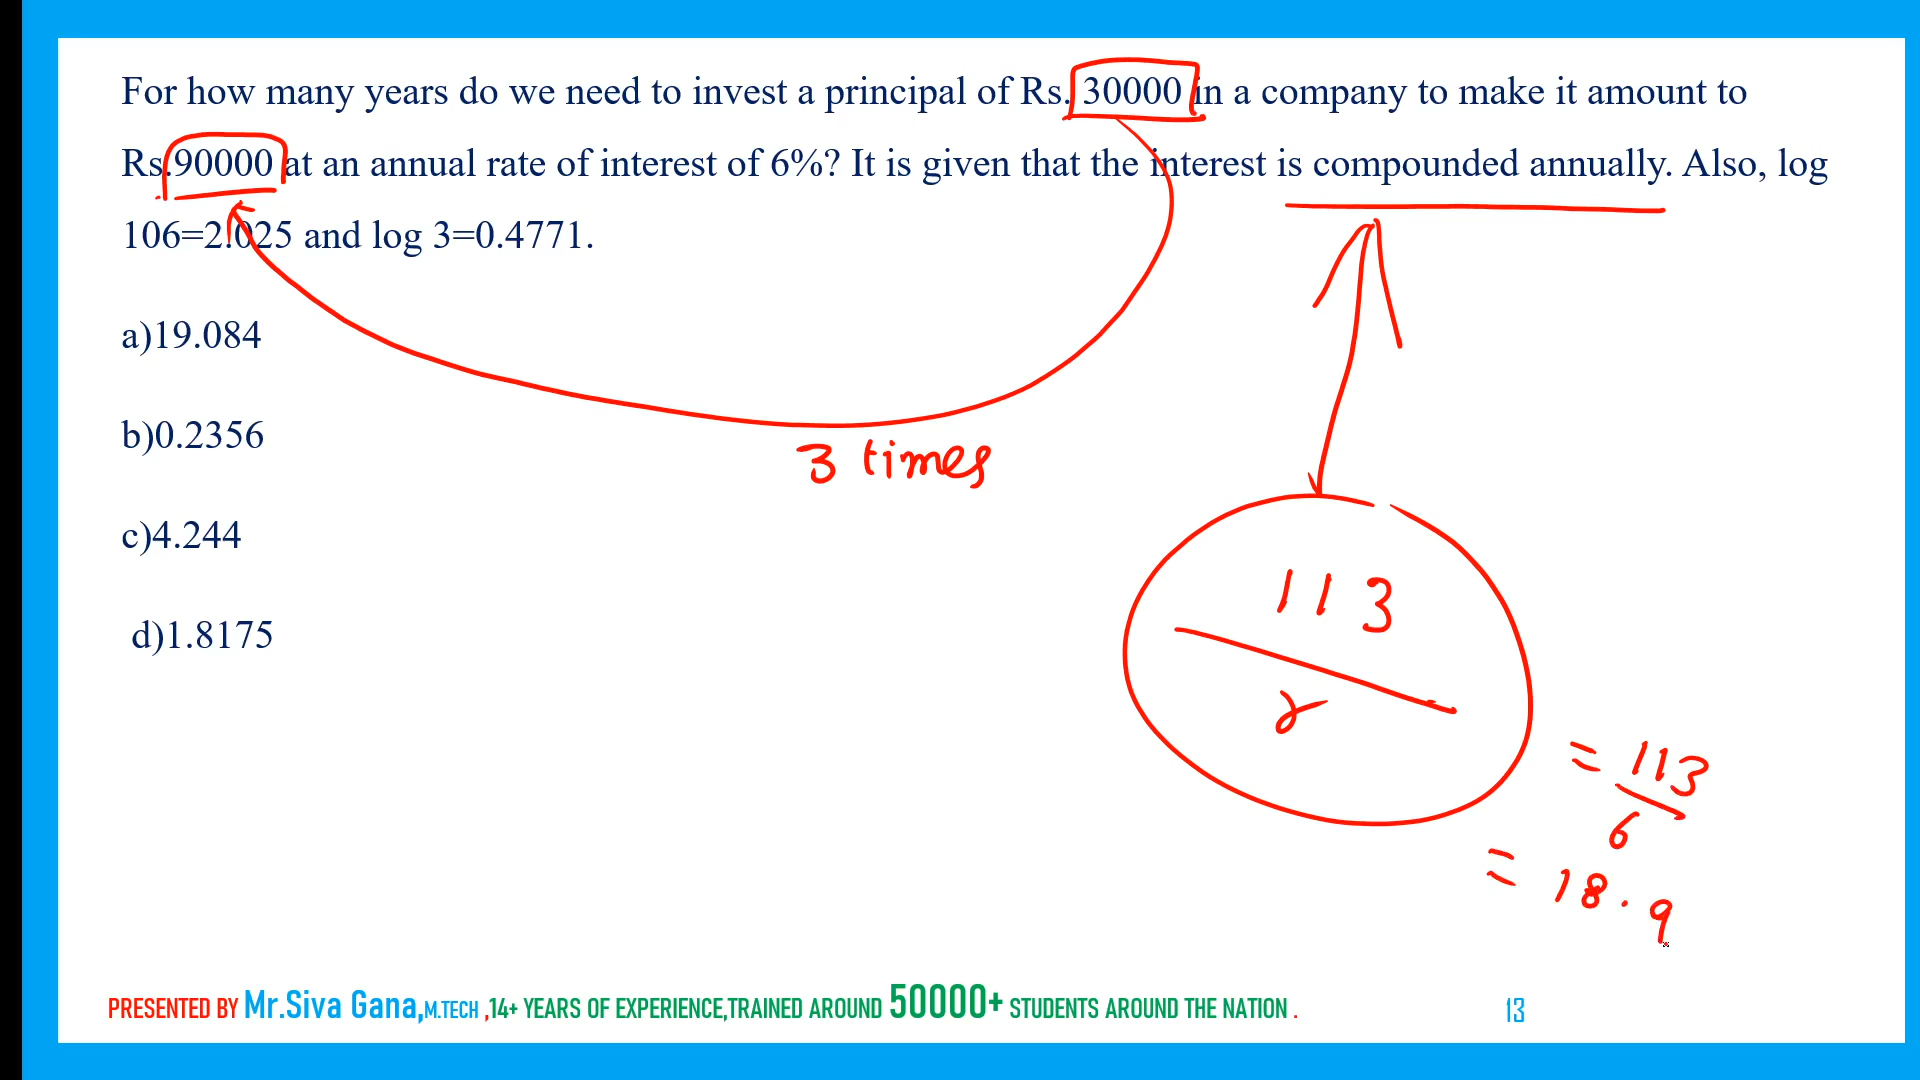 For how many years do we need to invest a principal of Rs. 30000 in a company to make it amount to
Rs.90000 at an annual rate of interest of 6%? It is given that the interest is compounded annually. Also, log
106=2.025 and log 3=0.4771.
a)19.084
b)0.2356
c)4.244
d)1.8175
3 times
113
r
= 113
6
= 18.9
PRESENTED BY Mr.Siva Gana,M.TECH ,14+ YEARS OF EXPERIENCE,TRAINED AROUND 50000+ STUDENTS AROUND THE NATION .
13